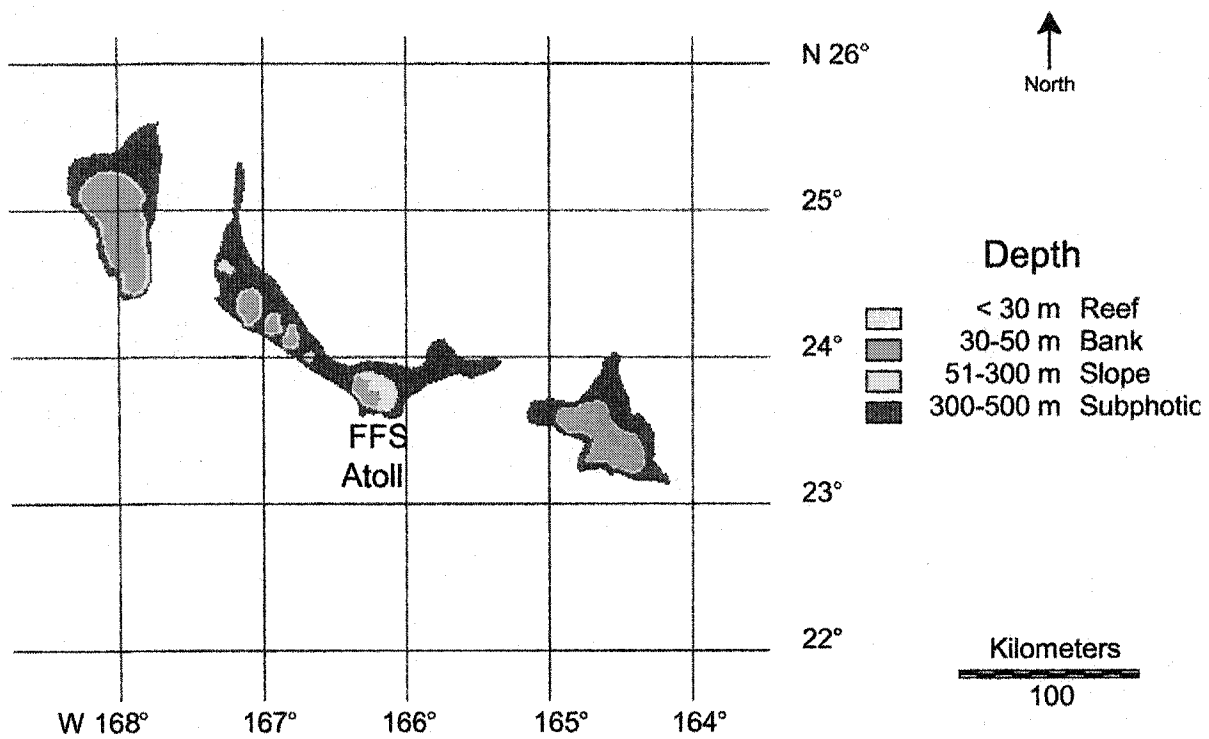 N 26°
North
25°
Depth
< 30 m Reef
30-50 m Bank
24°
51-300 m Slope
300-500 m Subphotic
FFS
Atoll
23°
22°
Kilometers
100
W 168°
167°
166°
165°
164°